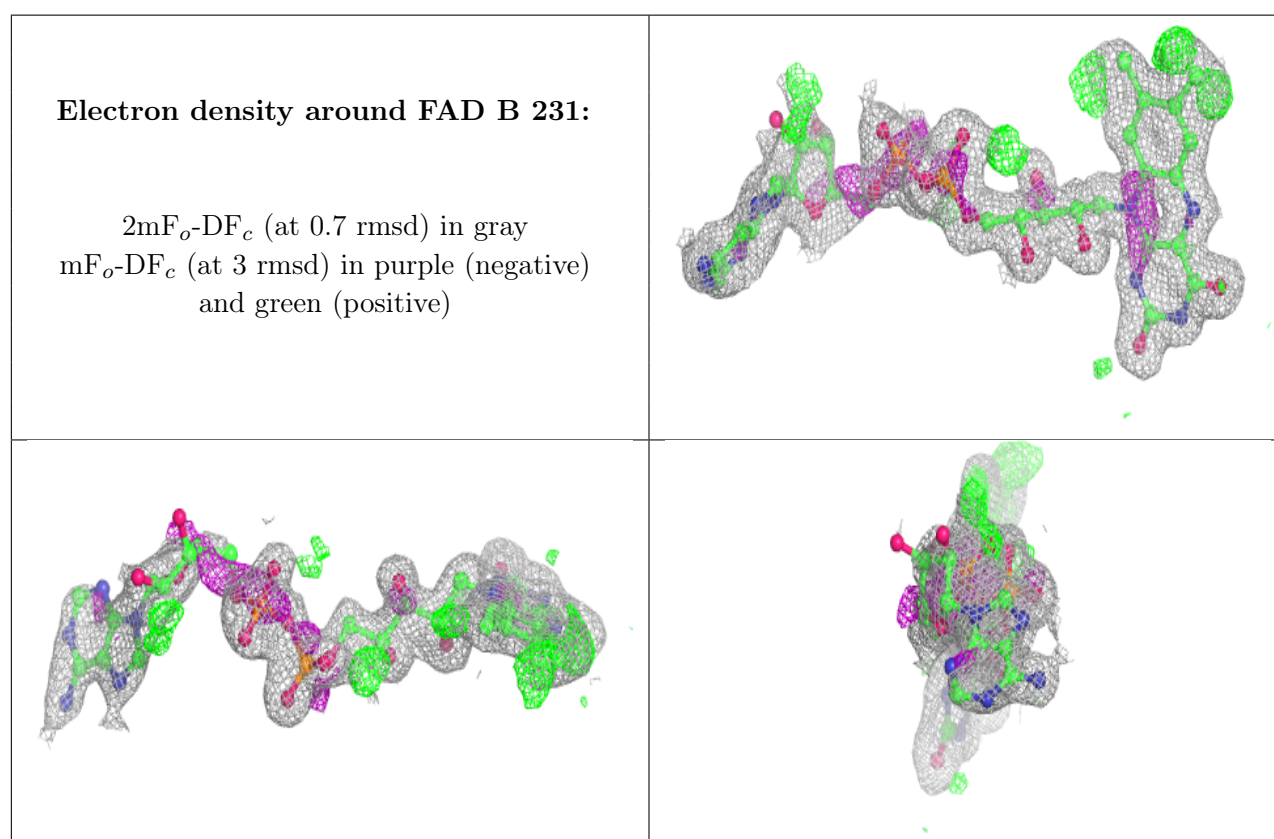 Electron density around FAD B 231:
2mFo-DFc (at 0.7 rmsd) in gray
mFo-DFc (at 3 rmsd) in purple (negative)
and green (positive)